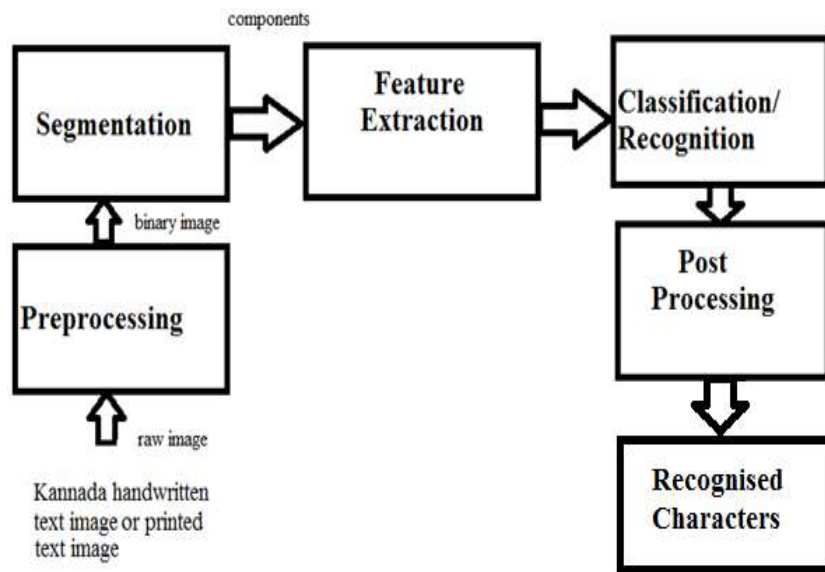 components
Segmentation
Feature
Extraction
Classification/
Recognition
binary image
Preprocessing
Post
Processing
raw image
Kannada handwritten
text image or printed
text image
Recognised
Characters